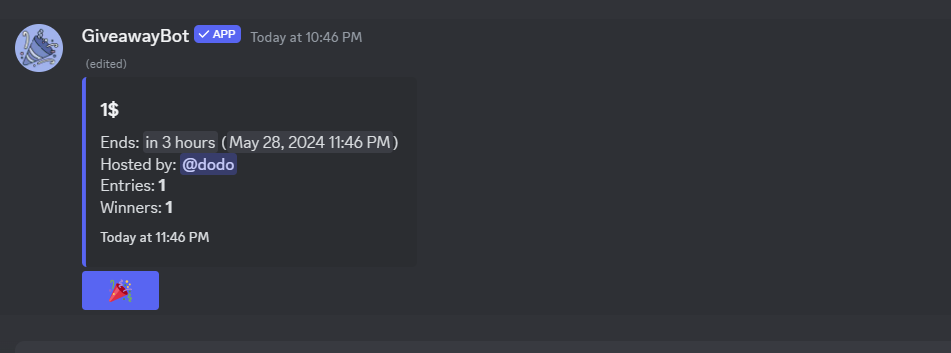 GiveawayBot ✓ APP Today at 10:46 PM
(edited)
1$
Ends: in 3 hours (May 28, 2024 11:46 PM)
Hosted by: @dodo
Entries: 1
Winners: 1
Today at 11:46 PM